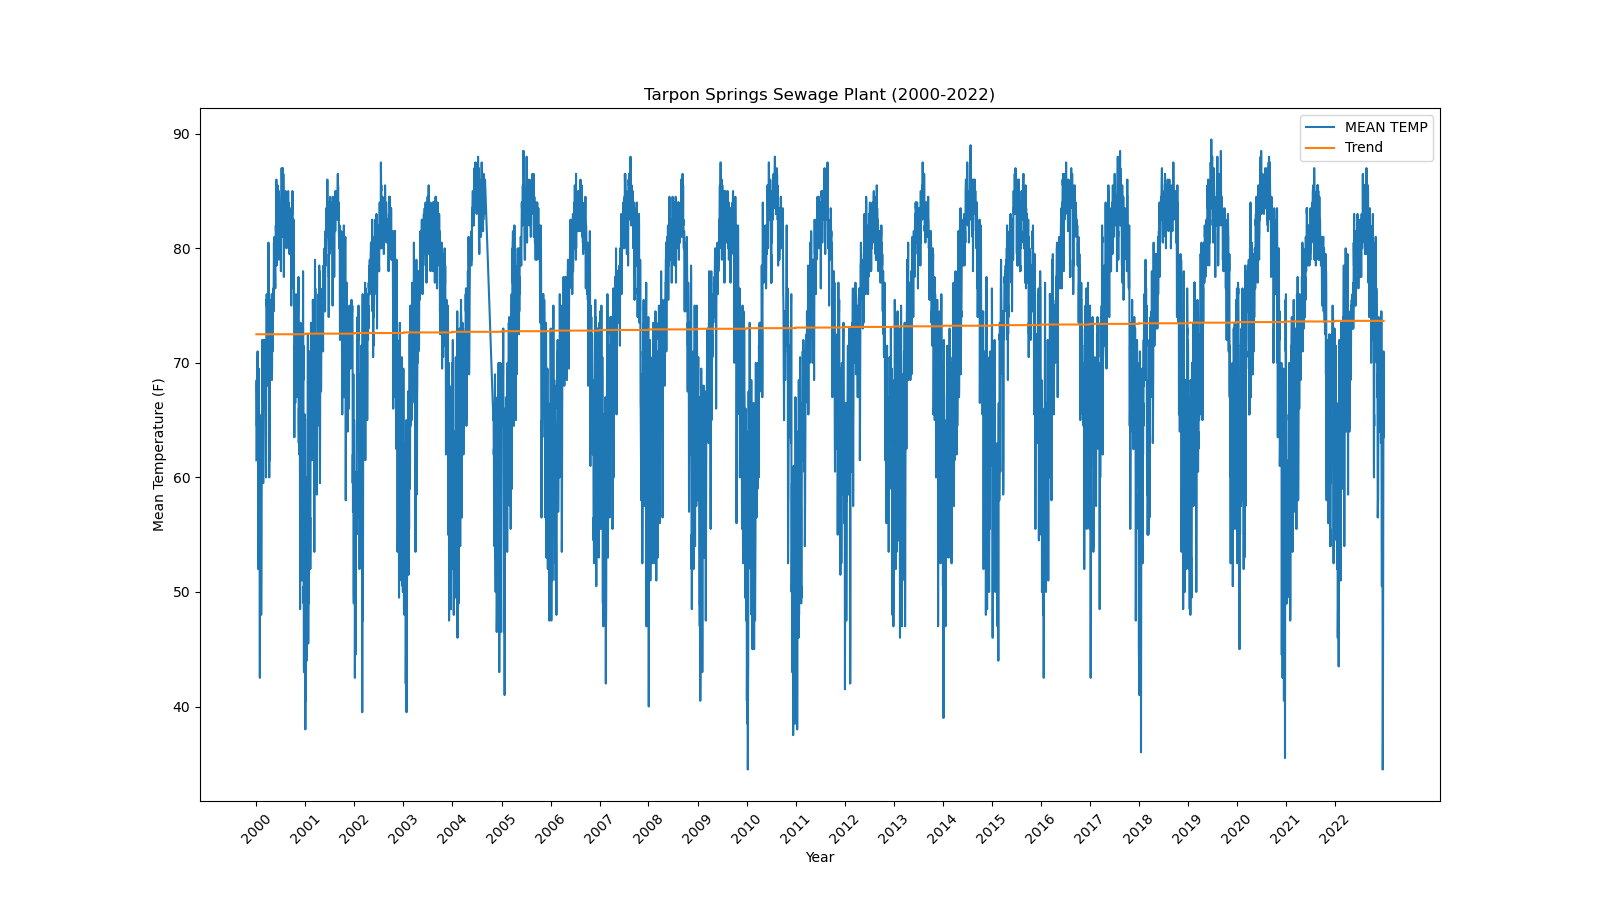 Tarpon Springs Sewage Plant (2000-2022)
MEAN TEMP
Trend
90
80
70
60
50
40
Mean Temperature (F)
2000 2001 2002 2003 2004 2005 2006 2007 2008 2009 2010 2011 2012 2013 2014 2015 2016 2017 2018 2019 2020 2021 2022
Year